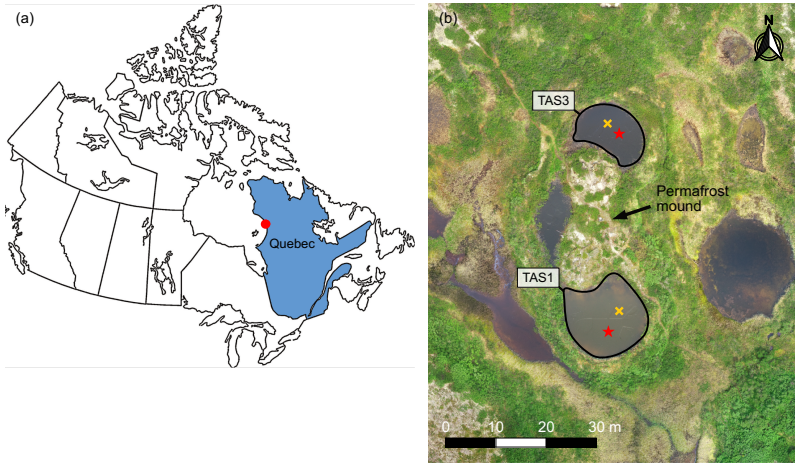 (a)
Quebec
(b)
N
TAS3
Permafrost
mound
TAS1
0 10 20 30 m